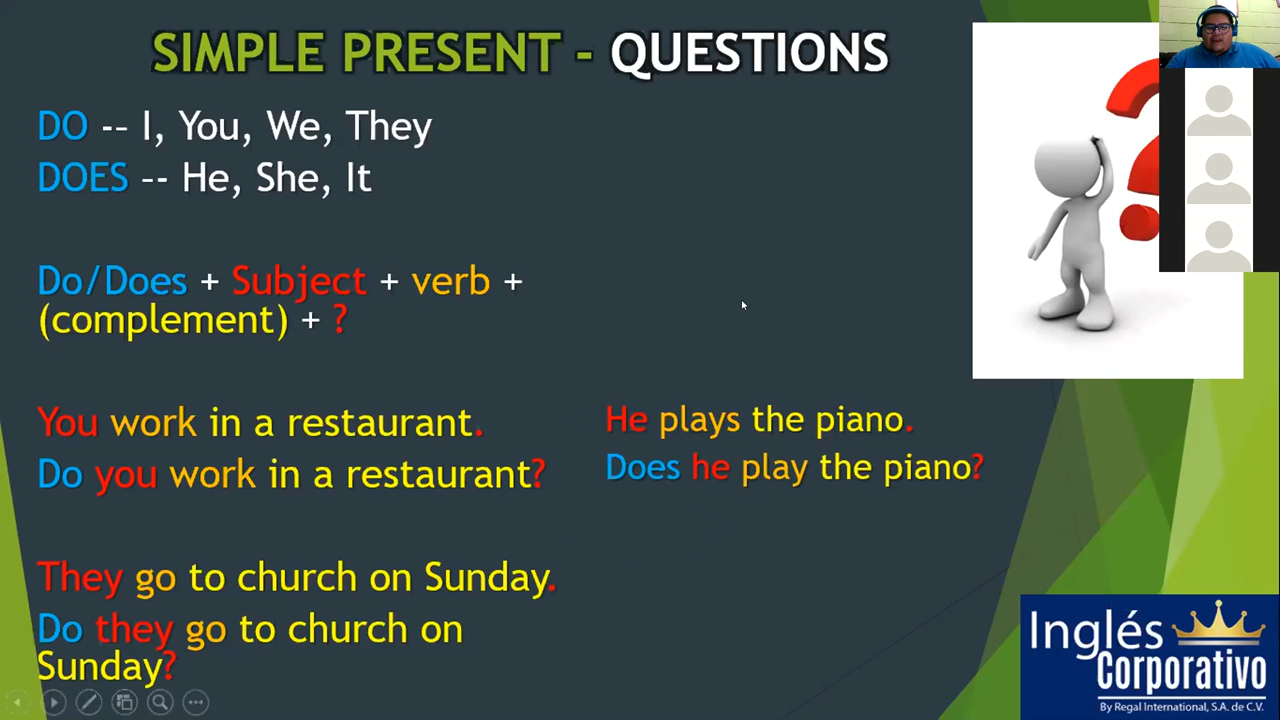 SIMPLE PRESENT - QUESTIONS
DO -- I, You, We, They
DOES -- He, She, It
Do/Does + Subject + verb +
(complement) + ?
You work in a restaurant.
Do you work in a restaurant?
They go to church on Sunday.
Do they go to church on
Sunday?
He plays the piano.
Does he play the piano?
Inglés
Corporativo
By Regal International, S.A. de C.V.